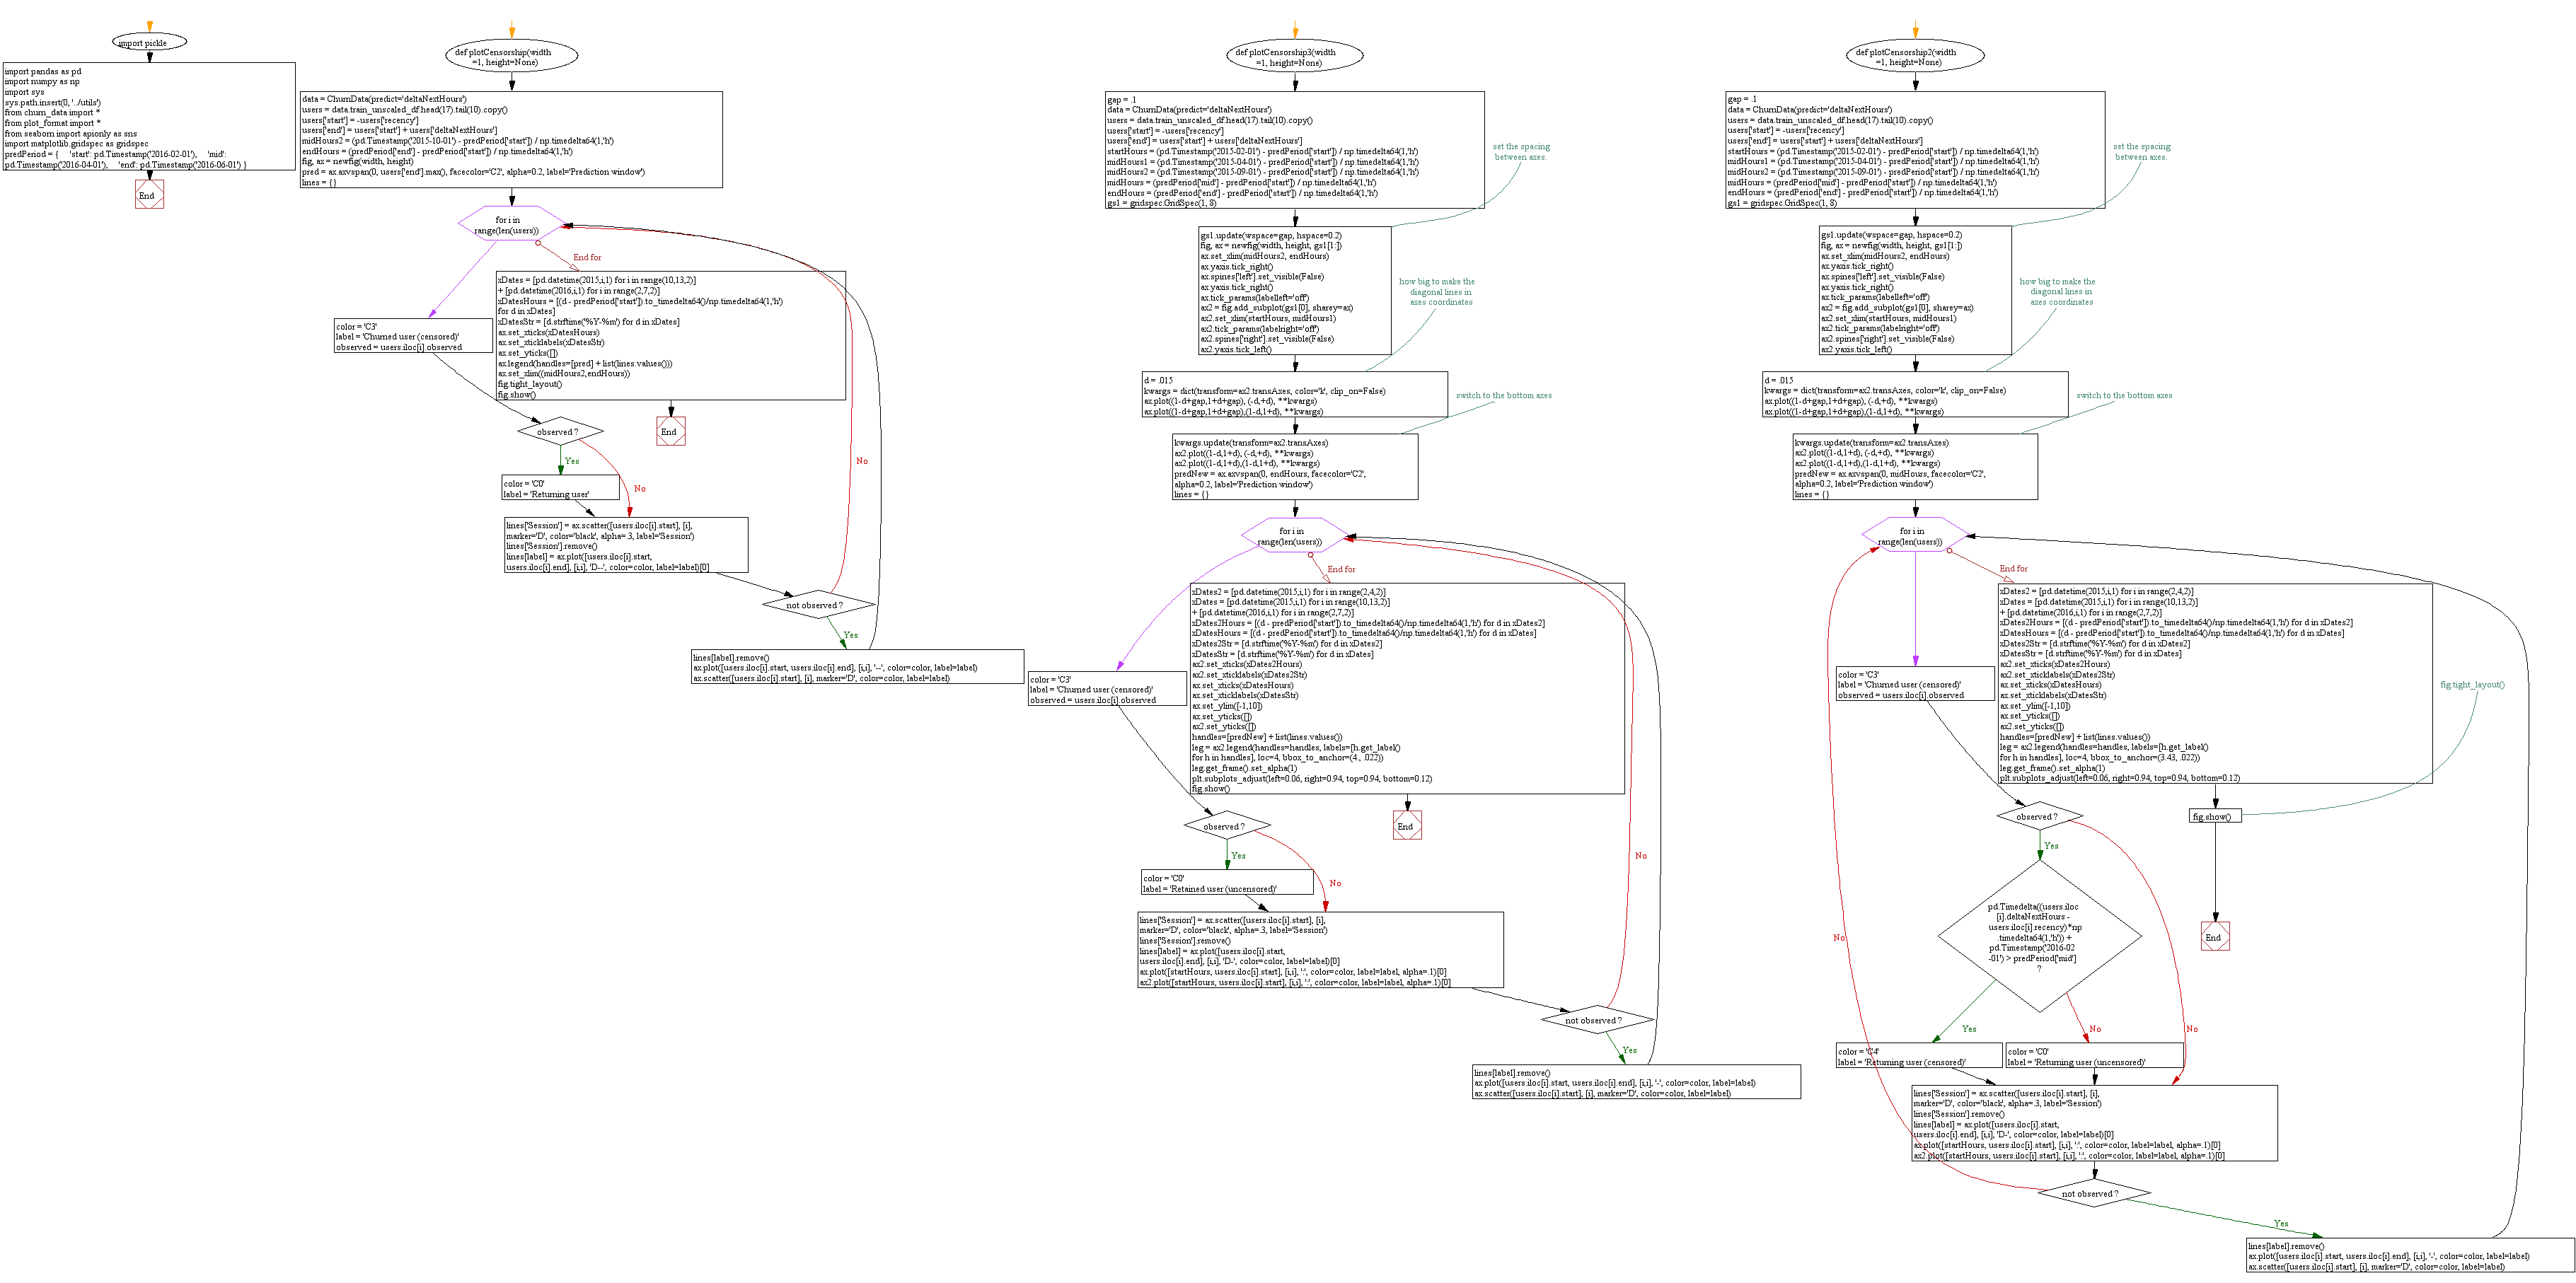 import pickle
import pandas as pd
import numpy as np
import sys
sys.path.insert(0, '../utils')
from churn_data import *
from plot_format import *
from seaborn import apionly as sns
import matplotlib.gridspec as gridspec
predPeriod = { 'start': pd.Timestamp('2016-02-01'), 'mid':
pd.Timestamp('2016-04-01'), 'end': pd.Timestamp('2016-06-01') }
End
def plotCensorship(width
=1, height=None)
data = ChurnData(predict='deltaNextHours')
users = data.train_unscaled_df.head(17).tail(10).copy()
users['start'] = -users['recency']
users['end'] = users['start'] + users['deltaNextHours']
midHours2 = (pd.Timestamp('2015-10-01') - predPeriod['start']) / np.timedelta64(1,'h')
endHours = (predPeriod['end'] - predPeriod['start']) / np.timedelta64(1,'h')
fig, ax = newfig(width, height)
pred = ax.axvspan(0, users['end'].max(), facecolor='C2', alpha=0.2, label='Prediction window')
lines = {}
for i in
range(len(users))
End for
xDates = [pd.datetime(2015,i,1) for i in range(10,13,2)]
+ [pd.datetime(2016,i,1) for i in range(2,7,2)]
xDatesHours = [(d - predPeriod['start']).to_timedelta64()/np.timedelta64(1,'h')
for d in xDates]
xDatesStr = [d.strftime('%Y-%m') for d in xDates]
ax.set_xticks(xDatesHours)
ax.set_xticklabels(xDatesStr)
ax.set_yticks([])
ax.legend(handles=[pred] + list(lines.values()))
ax.set_xlim((midHours2,endHours))
fig.tight_layout()
fig.show()
End
color = 'C3'
label = 'Churned user (censored)'
observed = users.iloc[i].observed
observed ?
Yes
No
color = 'C0'
label = 'Returning user'
lines['Session'] = ax.scatter([users.iloc[i].start], [i],
marker='D', color='black', alpha=.3, label='Session')
lines['Session'].remove()
lines[label] = ax.plot([users.iloc[i].start,
users.iloc[i].end], [i,i], 'D--', color=color, label=label)[0]
not observed ?
No
Yes
lines[label].remove()
ax.plot([users.iloc[i].start, users.iloc[i].end], [i,i], '--', color=color, label=label)
ax.scatter([users.iloc[i].start], [i], marker='D', color=color, label=label)
def plotCensorship3(width
=1, height=None)
gap = .1
data = ChurnData(predict='deltaNextHours')
users = data.train_unscaled_df.head(17).tail(10).copy()
users['start'] = -users['recency']
users['end'] = users['start'] + users['deltaNextHours']
startHours = (pd.Timestamp('2015-02-01') - predPeriod['start']) / np.timedelta64(1,'h')
midHours1 = (pd.Timestamp('2015-04-01') - predPeriod['start']) / np.timedelta64(1,'h')
midHours2 = (pd.Timestamp('2015-09-01') - predPeriod['start']) / np.timedelta64(1,'h')
midHours = (predPeriod['mid'] - predPeriod['start']) / np.timedelta64(1,'h')
endHours = (predPeriod['end'] - predPeriod['start']) / np.timedelta64(1,'h')
gs1 = gridspec.GridSpec(1, 8)
set the spacing
between axes.
gs1.update(wspace=gap, hspace=0.2)
fig, ax = newfig(width, height, gs1[1:])
ax.set_xlim(midHours2, endHours)
ax.yaxis.tick_right()
ax.spines['left'].set_visible(False)
ax.yaxis.tick_right()
ax.tick_params(labelleft='off')
ax2 = fig.add_subplot(gs1[0], sharey=ax)
ax2.set_xlim(startHours, midHours1)
ax2.tick_params(labelright='off')
ax2.spines['right'].set_visible(False)
ax2.yaxis.tick_left()
how big to make the
diagonal lines in
axes coordinates
d = .015
kwargs = dict(transform=ax2.transAxes, color='k', clip_on=False)
ax.plot((1-d+gap,1+d+gap), (-d,+d), **kwargs)
ax.plot((1-d+gap,1+d+gap),(1-d,1+d), **kwargs)
switch to the bottom axes
kwargs.update(transform=ax2.transAxes)
ax2.plot((1-d,1+d), (-d,+d), **kwargs)
ax2.plot((1-d,1+d),(1-d,1+d), **kwargs)
predNew = ax.axvspan(0, endHours, facecolor='C2',
alpha=0.2, label='Prediction window')
lines = {}
for i in
range(len(users))
End for
xDates2 = [pd.datetime(2015,i,1) for i in range(2,4,2)]
xDates = [pd.datetime(2015,i,1) for i in range(10,13,2)]
+ [pd.datetime(2016,i,1) for i in range(2,7,2)]
xDates2Hours = [(d - predPeriod['start']).to_timedelta64()/np.timedelta64(1,'h') for d in xDates2]
xDatesHours = [(d - predPeriod['start']).to_timedelta64()/np.timedelta64(1,'h') for d in xDates]
xDates2Str = [d.strftime('%Y-%m') for d in xDates2]
xDatesStr = [d.strftime('%Y-%m') for d in xDates]
ax2.set_xticks(xDates2Hours)
ax2.set_xticklabels(xDates2Str)
ax.set_xticks(xDatesHours)
ax.set_xticklabels(xDatesStr)
ax.set_ylim([-1,10])
ax.set_yticks([])
ax2.set_yticks([])
handles=[predNew] + list(lines.values())
leg = ax2.legend(handles=handles, labels=[h.get_label()
for h in handles], loc=4, bbox_to_anchor=(4., .022))
leg.get_frame().set_alpha(1)
plt.subplots_adjust(left=0.06, right=0.94, top=0.94, bottom=0.12)
fig.show()
End
color = 'C3'
label = 'Churned user (censored)'
observed = users.iloc[i].observed
observed ?
Yes
No
color = 'C0'
label = 'Retained user (uncensored)'
lines['Session'] = ax.scatter([users.iloc[i].start], [i],
marker='D', color='black', alpha=.3, label='Session')
lines['Session'].remove()
lines[label] = ax.plot([users.iloc[i].start,
users.iloc[i].end], [i,i], 'D-', color=color, label=label)[0]
ax.plot([startHours, users.iloc[i].start], [i,i], ':', color=color, label=label, alpha=.1)[0]
ax2.plot([startHours, users.iloc[i].start], [i,i], ':', color=color, label=label, alpha=.1)[0]
not observed ?
No
Yes
lines[label].remove()
ax.plot([users.iloc[i].start, users.iloc[i].end], [i,i], '-', color=color, label=label)
ax.scatter([users.iloc[i].start], [i], marker='D', color=color, label=label)
def plotCensorship2(width
=1, height=None)
gap = .1
data = ChurnData(predict='deltaNextHours')
users = data.train_unscaled_df.head(17).tail(10).copy()
users['start'] = -users['recency']
users['end'] = users['start'] + users['deltaNextHours']
startHours = (pd.Timestamp('2015-02-01') - predPeriod['start']) / np.timedelta64(1,'h')
midHours1 = (pd.Timestamp('2015-04-01') - predPeriod['start']) / np.timedelta64(1,'h')
midHours2 = (pd.Timestamp('2015-09-01') - predPeriod['start']) / np.timedelta64(1,'h')
midHours = (predPeriod['mid'] - predPeriod['start']) / np.timedelta64(1,'h')
endHours = (predPeriod['end'] - predPeriod['start']) / np.timedelta64(1,'h')
gs1 = gridspec.GridSpec(1, 8)
set the spacing
between axes.
gs1.update(wspace=gap, hspace=0.2)
fig, ax = newfig(width, height, gs1[1:])
ax.set_xlim(midHours2, endHours)
ax.yaxis.tick_right()
ax.spines['left'].set_visible(False)
ax.yaxis.tick_right()
ax.tick_params(labelleft='off')
ax2 = fig.add_subplot(gs1[0], sharey=ax)
ax2.set_xlim(startHours, midHours1)
ax2.tick_params(labelright='off')
ax2.spines['right'].set_visible(False)
ax2.yaxis.tick_left()
how big to make the
diagonal lines in
axes coordinates
d = .015
kwargs = dict(transform=ax2.transAxes, color='k', clip_on=False)
ax.plot((1-d+gap,1+d+gap), (-d,+d), **kwargs)
ax.plot((1-d+gap,1+d+gap),(1-d,1+d), **kwargs)
switch to the bottom axes
kwargs.update(transform=ax2.transAxes)
ax2.plot((1-d,1+d), (-d,+d), **kwargs)
ax2.plot((1-d,1+d),(1-d,1+d), **kwargs)
predNew = ax.axvspan(0, midHours, facecolor='C2',
alpha=0.2, label='Prediction window')
lines = {}
for i in
range(len(users))
End for
xDates2 = [pd.datetime(2015,i,1) for i in range(2,4,2)]
xDates = [pd.datetime(2015,i,1) for i in range(10,13,2)]
+ [pd.datetime(2016,i,1) for i in range(2,7,2)]
xDates2Hours = [(d - predPeriod['start']).to_timedelta64()/np.timedelta64(1,'h') for d in xDates2]
xDatesHours = [(d - predPeriod['start']).to_timedelta64()/np.timedelta64(1,'h') for d in xDates]
xDates2Str = [d.strftime('%Y-%m') for d in xDates2]
xDatesStr = [d.strftime('%Y-%m') for d in xDates]
ax2.set_xticks(xDates2Hours)
ax2.set_xticklabels(xDates2Str)
ax.set_xticks(xDatesHours)
ax.set_xticklabels(xDatesStr)
ax.set_ylim([-1,10])
ax.set_yticks([])
ax2.set_yticks([])
handles=[predNew] + list(lines.values())
leg = ax2.legend(handles=handles, labels=[h.get_label()
for h in handles], loc=4, bbox_to_anchor=(3.43, .022))
leg.get_frame().set_alpha(1)
plt.subplots_adjust(left=0.06, right=0.94, top=0.94, bottom=0.12)
fig.tight_layout()
fig.show()
End
color = 'C3'
label = 'Churned user (censored)'
observed = users.iloc[i].observed
observed ?
Yes
No
pd.Timedelta((users.iloc
[i].deltaNextHours -
users.iloc[i].recency)*np
.timedelta64(1,'h')) +
pd.Timestamp('2016-02
-01') > predPeriod['mid']
?
Yes
No
color = 'C4'
label = 'Returning user (censored)'
color = 'C0'
label = 'Returning user (uncensored)'
lines['Session'] = ax.scatter([users.iloc[i].start], [i],
marker='D', color='black', alpha=.3, label='Session')
lines['Session'].remove()
lines[label] = ax.plot([users.iloc[i].start,
users.iloc[i].end], [i,i], 'D-', color=color, label=label)[0]
ax.plot([startHours, users.iloc[i].start], [i,i], ':', color=color, label=label, alpha=.1)[0]
ax2.plot([startHours, users.iloc[i].start], [i,i], ':', color=color, label=label, alpha=.1)[0]
not observed ?
No
Yes
lines[label].remove()
ax.plot([users.iloc[i].start, users.iloc[i].end], [i,i], '-', color=color, label=label)
ax.scatter([users.iloc[i].start], [i], marker='D', color=color, label=label)